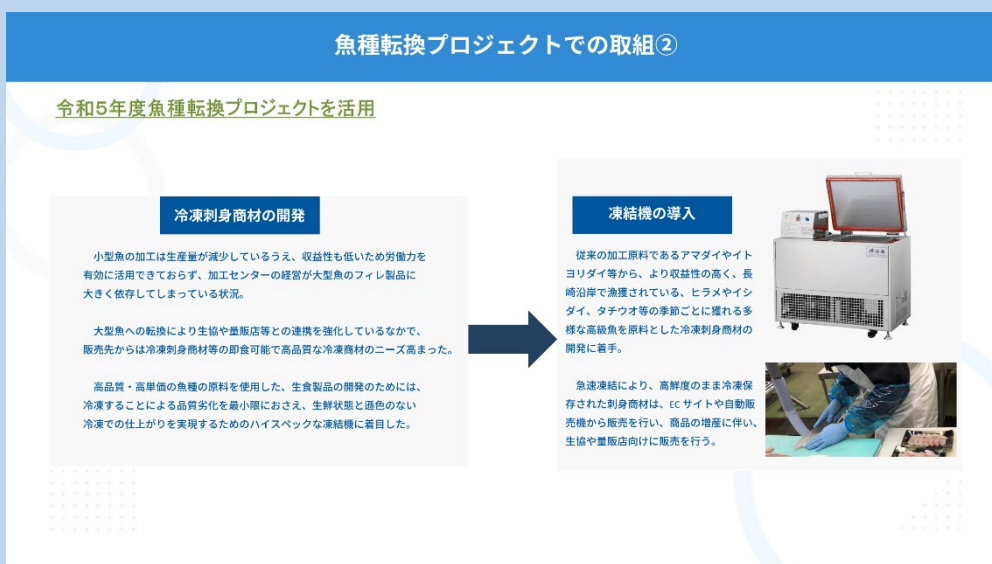 魚種転換プロジェクトでの取組②
令和5年度魚種転換プロジェクトを活用
冷凍刺身商材の開発
小型魚の加工は生産量が減少しているうえ、収益性も低いため労働力を
有効に活用できておらず、加工センターの経営が大型魚のフィレ製品に
大きく依存してしまっている状況。
大型魚への転換により生協や量販店等との連携を強化しているなかで、
販売先からは冷凍刺身商材等の即食可能で高品質な冷凍商材のニーズ高まった。
高品質・高単価の魚種の原料を使用した、生食製品の開発のためには、
冷凍することによる品質劣化を最小限におさえ、生鮮状態と遜色のない
冷凍での仕上がりを実現するためのハイスペックな凍結機に着目した。
凍結機の導入
従来の加工原料であるアマダイやイト
ヨリダイ等から、より収益性の高く、長
崎沿岸で漁獲されている、ヒラメやイシ
ダイ、タチウオ等の季節ごとに獲れる多
様な高級魚を原料とした冷凍刺身商材の
開発に着手。
急速凍結により、高鮮度のまま冷凍保
存された刺身商材は、ECサイトや自動販
売機から販売を行い、商品の増産に伴い、
生協や量販店向けに販売を行う。